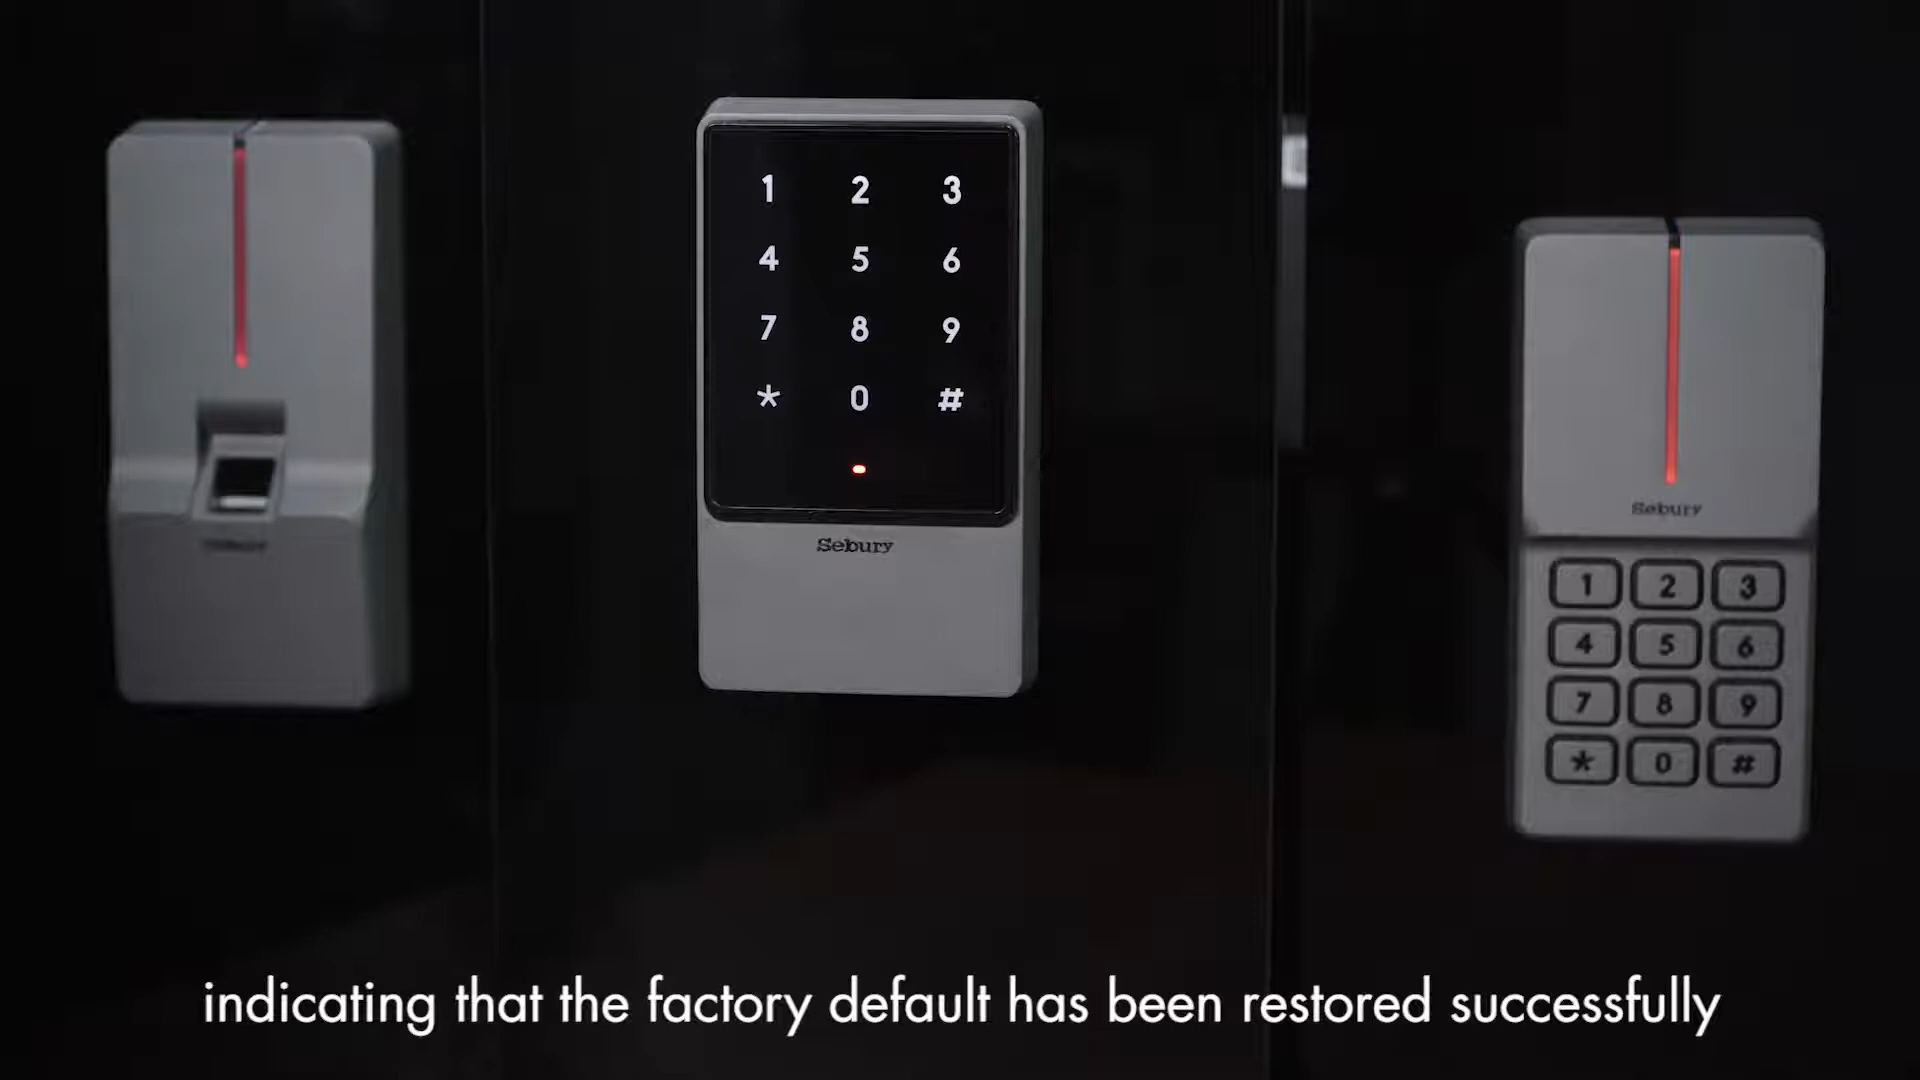 1 2 3
4 5 6
7 8 9
* 0 #
Sebury
Sebury
1 2 3
4 5 6
7 8 9
* 0 #
indicating that the factory default has been restored successfully